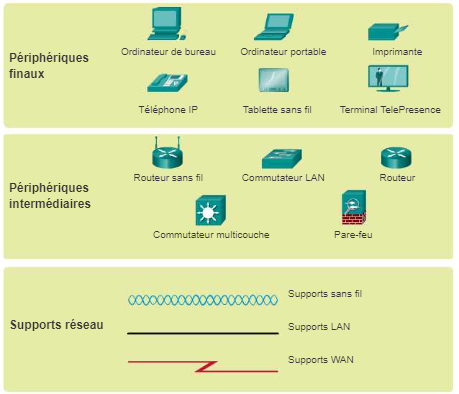 Périphériques
finaux
Ordinateur de bureau
Ordinateur portable
Imprimante
Téléphone IP
Tablette sans fil
Terminal TelePresence
Périphériques
intermédiaires
Routeur sans fil
Commutateur LAN
Routeur
Commutateur multicouche
Pare-feu
Supports réseau
Supports sans fil
Supports LAN
Supports WAN